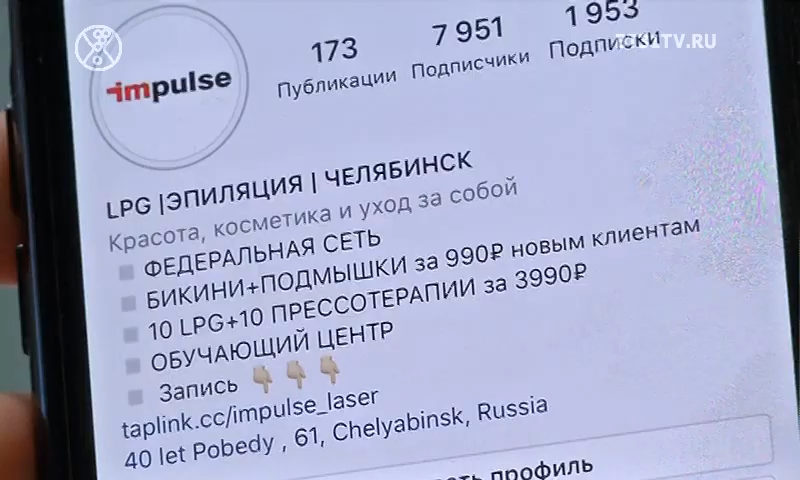 173
7 951
1 953
Публикации
Подписчики
Подписки
TV.RU
impulse
LPG |ЭПИЛЯЦИЯ | ЧЕЛЯБИНСК
Красота, косметика и уход за собой
ФЕДЕРАЛЬНАЯ СЕТЬ
БИКИНИ+ПОДМЫШКИ за 990₽ новым клиентам
10 LPG+10 ПРЕССОТЕРАПИИ за 3990₽
ОБУЧАЮЩИЙ ЦЕНТР
Запись 👇🏼 👇🏼 👇🏼
taplink.cc/impulse_laser
40 let Pobedy , 61, Chelyabinsk, Russia
профиль